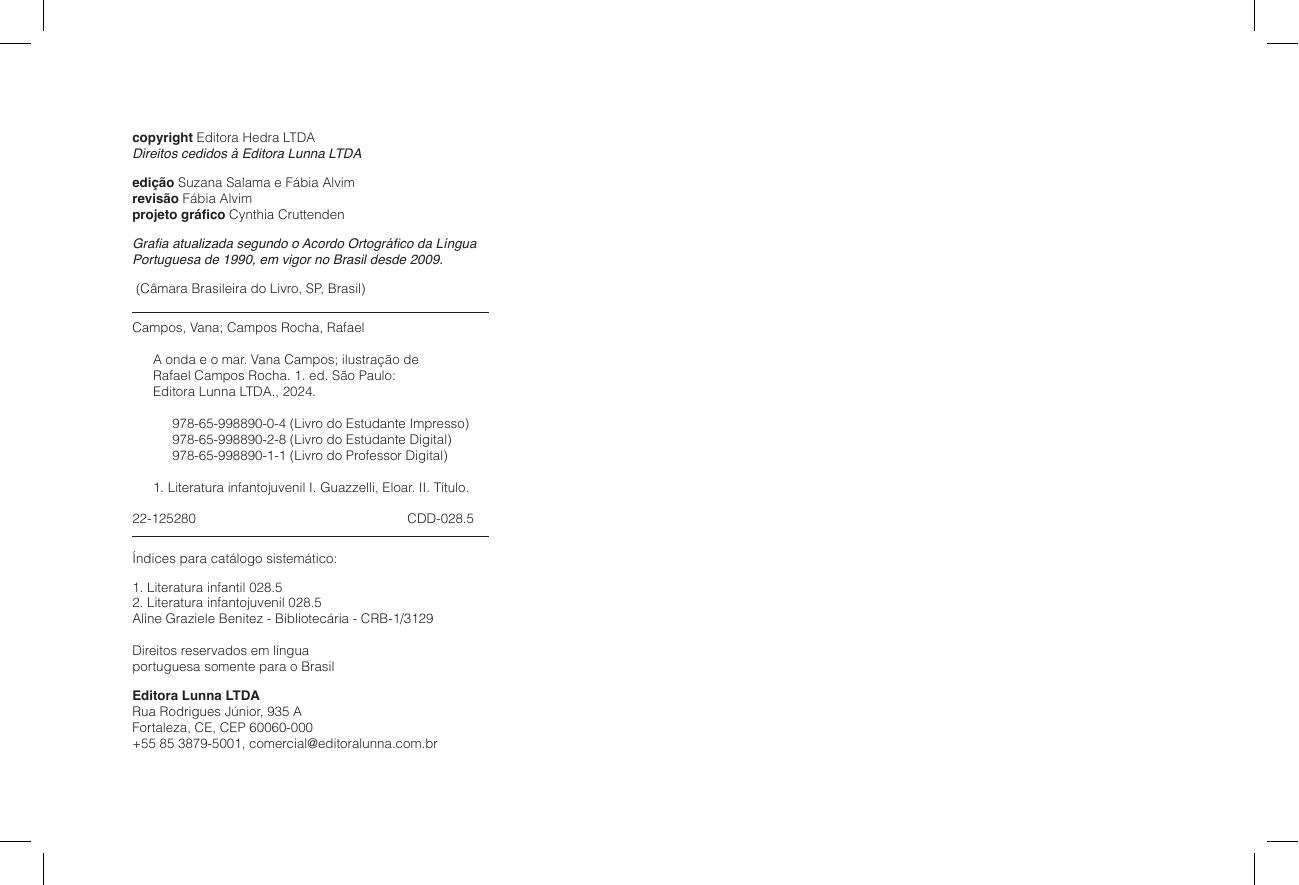 copyright Editora Hedra LTDA
Direitos cedidos à Editora Lunna LTDA
edição Suzana Salama e Fábia Alvim
revisão Fábia Alvim
projeto gráfico Cynthia Cruttenden
Grafia atualizada segundo o Acordo Ortográfico da Língua
Portuguesa de 1990, em vigor no Brasil desde 2009.
(Câmara Brasileira do Livro, SP, Brasil)
Campos, Vana; Campos Rocha, Rafael
A onda e o mar. Vana Campos; ilustração de
Rafael Campos Rocha. 1. ed. São Paulo:
Editora Lunna LTDA., 2024.
978-65-998890-0-4 (Livro do Estudante Impresso)
978-65-998890-2-8 (Livro do Estudante Digital)
978-65-998890-1-1 (Livro do Professor Digital)
1. Literatura infantojuvenil I. Guazzelli, Eloar. II. Título.
22-125280 CDD-028.5
Índices para catálogo sistemático:
1. Literatura infantil 028.5
2. Literatura infantojuvenil 028.5
Aline Graziele Benitez - Bibliotecária - CRB-1/3129
Direitos reservados em língua
portuguesa somente para o Brasil
Editora Lunna LTDA
Rua Rodrigues Júnior, 935 A
Fortaleza, CE, CEP 60060-000
+55 85 3879-5001, comercial@editoralunna.com.br